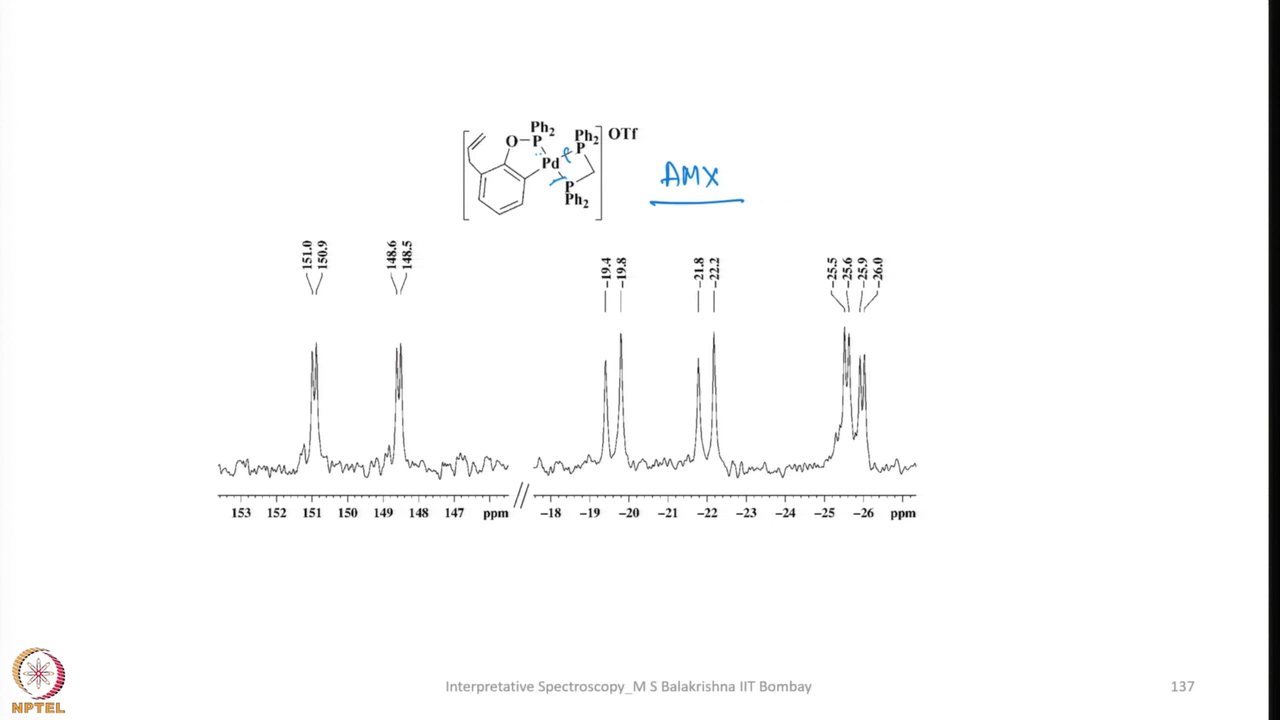 Ph2
O P Ph2 OTf
P
Pd
AMX
P
Ph2
151.0 150.9 148.6 148.5 -19.4 -19.8 -21.8 -22.2 -25.5 -25.6 -25.9 -26.0
153 152 151 150 149 148 147 ppm -18 -19 -20 -21 -22 -23 -24 -25 -26 ppm
NPTEL
Interpretative Spectroscopy_M S Balakrishna IIT Bombay
137